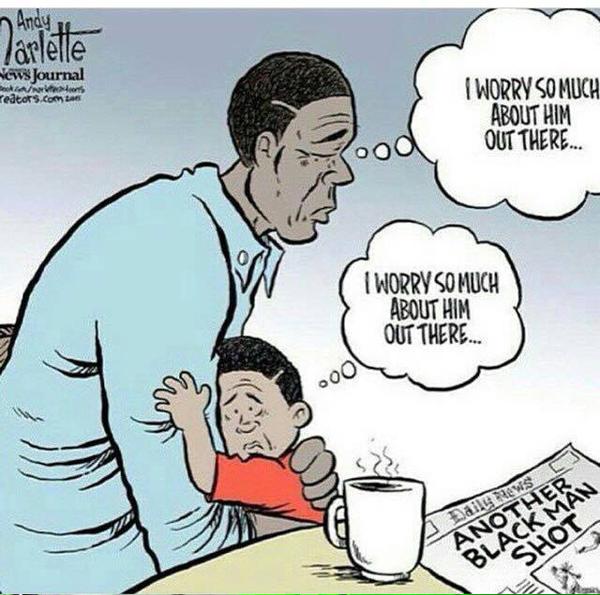 Andy
Marlette
News Journal
creators.com 2015
I WORRY SO MUCH
ABOUT HIM
OUT THERE...
I WORRY SO MUCH
ABOUT HIM
OUT THERE...
Daily News
ANOTHER
BLACK MAN
SHOT